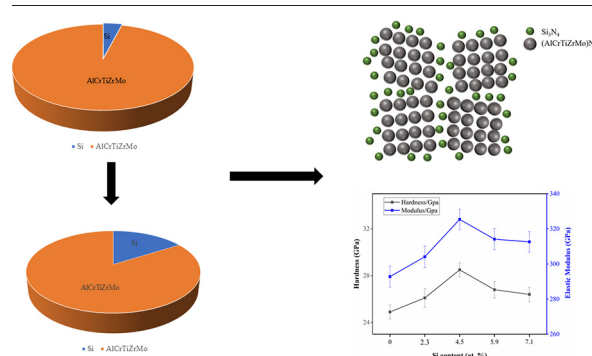 Si
AlCrTiZrMo
Si AlCrTiZrMo
Si
AlCrTiZrMo
Si AlCrTiZrMo
Si3N4
(AlCrTiZrMo)N
Hardness/Gpa
Modulus/Gpa
Hardness (GPa)
32
28
24
340
320
300
280
260
Elastic Modulus (GPa)
0 2.3 4.5 5.9 7.1
Si content (at. %)